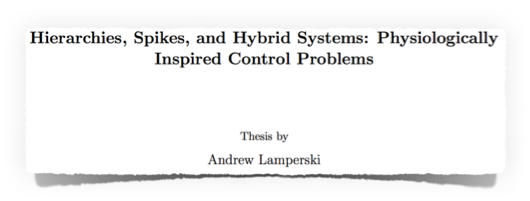 Hierarchies, Spikes, and Hybrid Systems: Physiologically
Inspired Control Problems
Thesis by
Andrew Lamperski